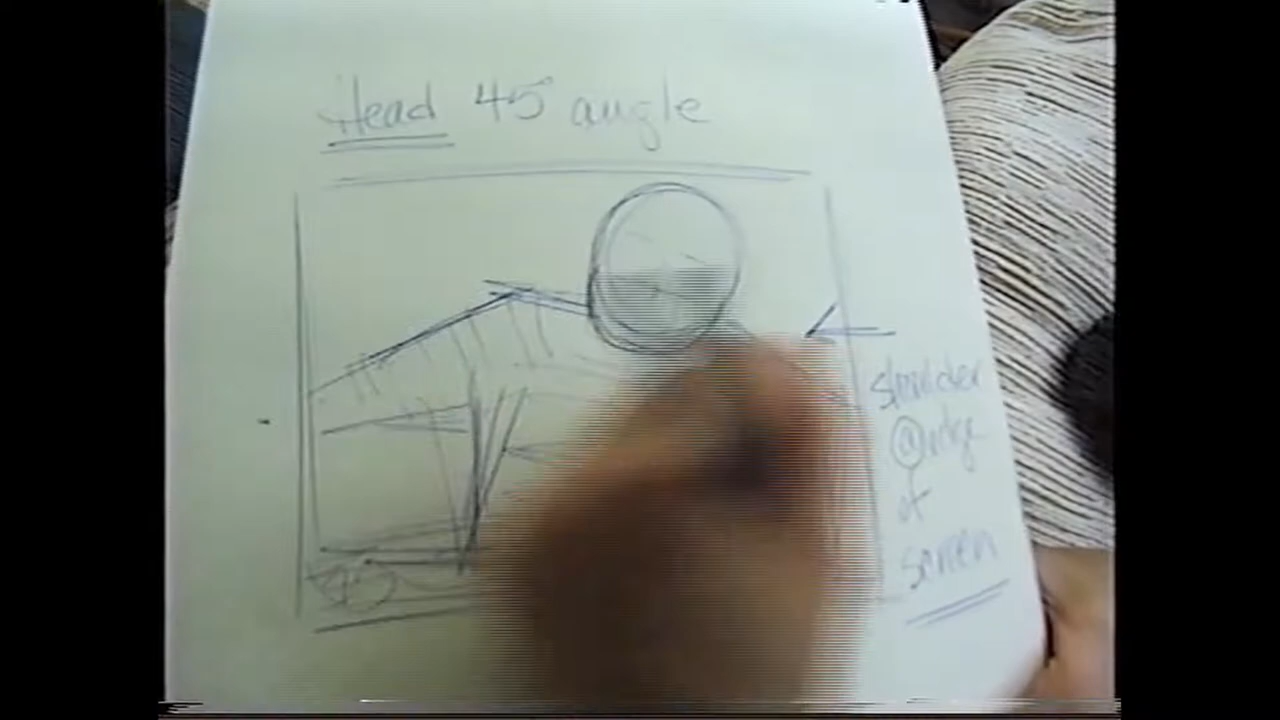 Head 45° angle
shoulder
@ edge
of
screen